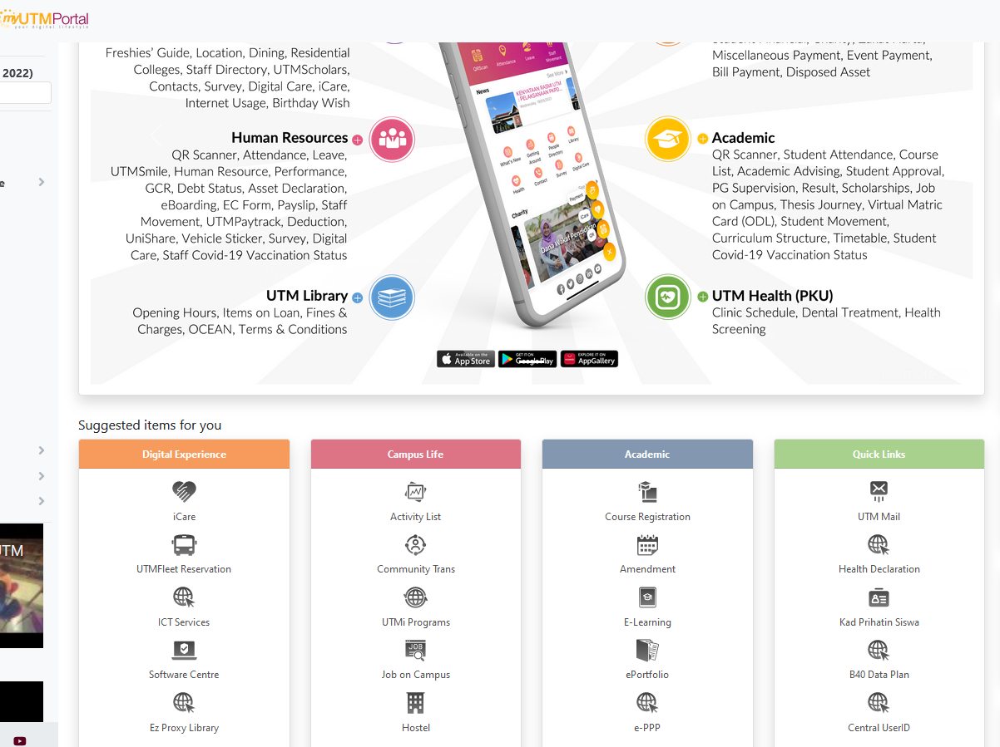 myUTMPortal
your digital lifestyle
2022)
Freshies' Guide, Location, Dining, Residential
Colleges, Staff Directory, UTMScholars,
Contacts, Survey, Digital Care, iCare,
Internet Usage, Birthday Wish
Miscellaneous Payment, Event Payment,
Bill Payment, Disposed Asset
Human Resources
QR Scanner, Attendance, Leave,
UTMSmile, Human Resource, Performance,
GCR, Debt Status, Asset Declaration,
eBoarding, EC Form, Payslip, Staff
Movement, UTMPaytrack, Deduction,
UniShare, Vehicle Sticker, Survey, Digital
Care, Staff Covid-19 Vaccination Status
UTM Library
Opening Hours, Items on Loan, Fines &
Charges, OCEAN, Terms & Conditions
QRScan
Attendance
Leave
Staff
Movement
See More
News
KENYATAAN RASMI UTM
: PELAKSANAAN PKPD...
What's New
Getting
Around
People
Directory
Library
Health
Contact
Survey
Digital Care
Payment
Charity
iCare
QR
Dana Wakaf Pendidikan
Academic
QR Scanner, Student Attendance, Course
List, Academic Advising, Student Approval,
PG Supervision, Result, Scholarships, Job
on Campus, Thesis Journey, Virtual Matric
Card (ODL), Student Movement,
Curriculum Structure, Timetable, Student
Covid-19 Vaccination Status
UTM Health (PKU)
Clinic Schedule, Dental Treatment, Health
Screening
Available on the
App Store
GET IT ON
Google Play
EXPLORE IT ON
AppGallery
Suggested items for you
Digital Experience
iCare
UTMFleet Reservation
ICT Services
Software Centre
Ez Proxy Library
Campus Life
Activity List
Community Trans
UTMi Programs
JOB
Job on Campus
Hostel
Academic
Course Registration
Amendment
E-Learning
ePortfolio
e-PPP
Quick Links
UTM Mail
Health Declaration
Kad Prihatin Siswa
B40 Data Plan
Central UserID
UTM